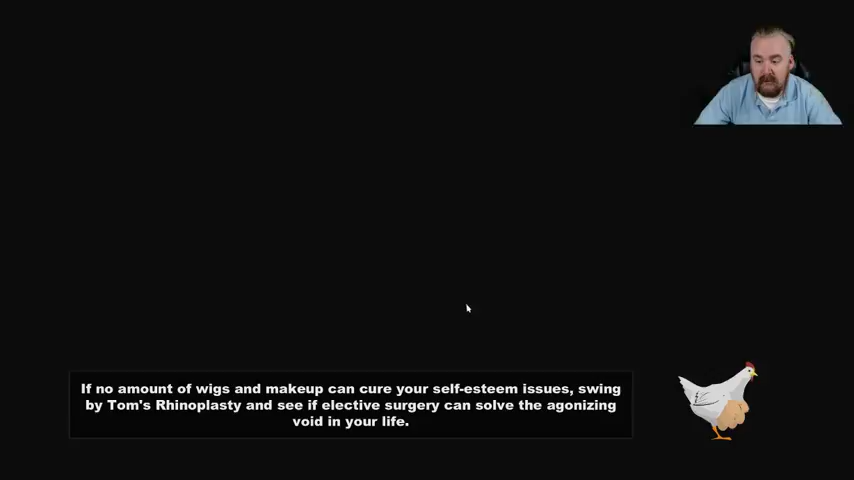 If no amount of wigs and makeup can cure your self-esteem issues, swing
by Tom's Rhinoplasty and see if elective surgery can solve the agonizing
void in your life.